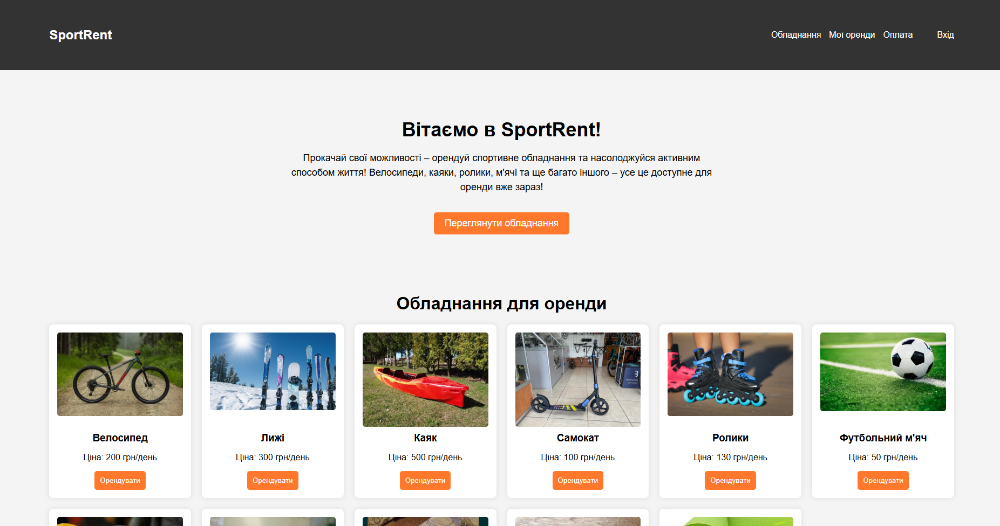 SportRent
Обладнання Мої оренди Оплата Вхід
Вітаємо в SportRent!
Прокачай свої можливості – орендуй спортивне обладнання та насолоджуйся активним
способом життя! Велосипеди, каяки, ролики, м'ячі та ще багато іншого – усе це доступне для
оренди вже зараз!
Переглянути обладнання
Обладнання для оренди
Велосипед
Ціна: 200 грн/день
Орендувати
Лижі
Ціна: 300 грн/день
Орендувати
Каяк
Ціна: 500 грн/день
Орендувати
Самокат
Ціна: 100 грн/день
Орендувати
Ролики
Ціна: 130 грн/день
Орендувати
Футбольний м'яч
Ціна: 50 грн/день
Орендувати